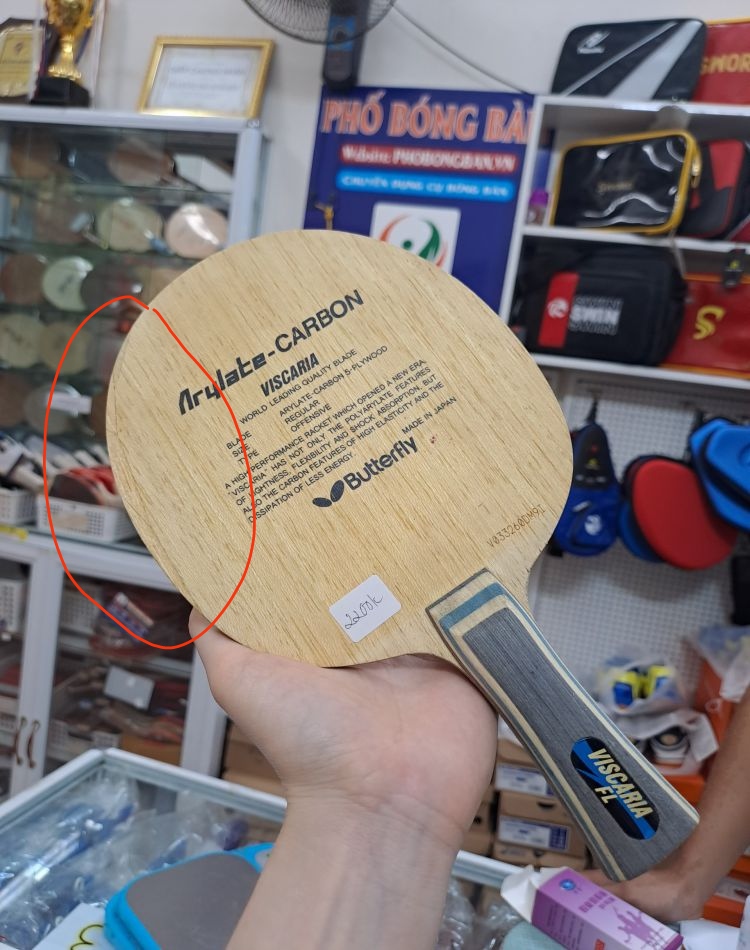 PHỐ BÓNG BÀN
Website: PHOBONGBAN.VN
CHUYÊN DỤNG CỤ BÓNG BÀN
SWIN
SWIN
SWIN
S
Arylate-CARBON
VISCARIA
WORLD LEADING QUALITY BLADE
BLADE ARYLATE-CARBON 5-PLYWOOD
SIZE REGULAR
TYPE OFFENSIVE
A HIGH-PERFORMANCE RACKET WHICH OPENED A NEW ERA.
"VISCARIA" HAS NOT ONLY THE POLYARYLATE FEATURES
OF LIGHTNESS, FLEXIBILITY AND SHOCK ABSORPTION, BUT
ALSO THE CARBON FEATURES OF HIGH ELASTICITY AND THE
DISSIPATION OF LESS ENERGY
MADE IN JAPAN
Butterfly
2200k
VISCARIA
FL